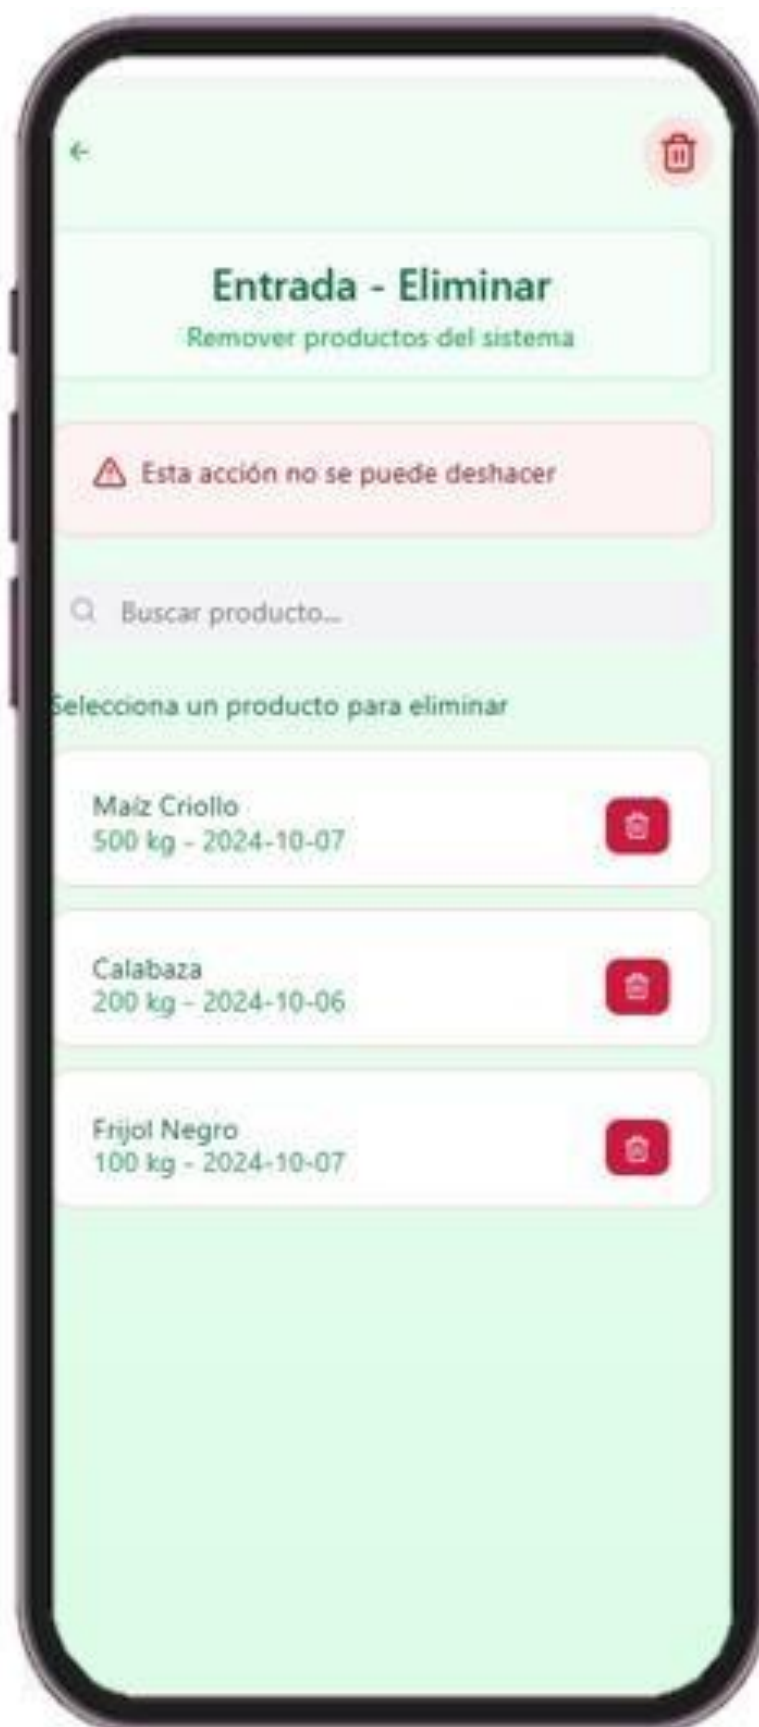 Entrada - Eliminar
Remover productos del sistema
Esta acción no se puede deshacer
Buscar producto...
Selecciona un producto para eliminar
Maíz Criollo
500 kg - 2024-10-07
Calabaza
200 kg - 2024-10-06
Frijol Negro
100 kg - 2024-10-07